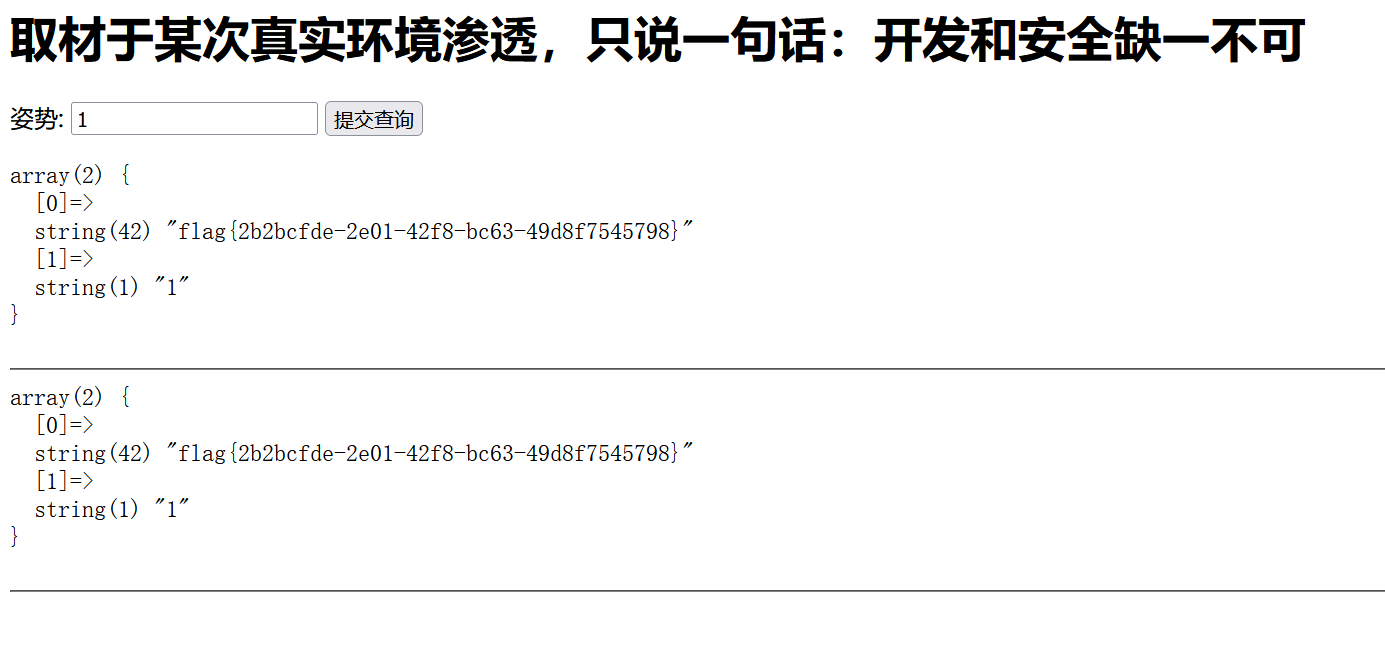 取材于某次真实环境渗透，只说一句话：开发和安全缺一不可
姿势: 1 提交查询
array(2) {
  [0]=>
  string(42) "flag{2b2bcfde-2e01-42f8-bc63-49d8f7545798}"
  [1]=>
  string(1) "1"
}
array(2) {
  [0]=>
  string(42) "flag{2b2bcfde-2e01-42f8-bc63-49d8f7545798}"
  [1]=>
  string(1) "1"
}